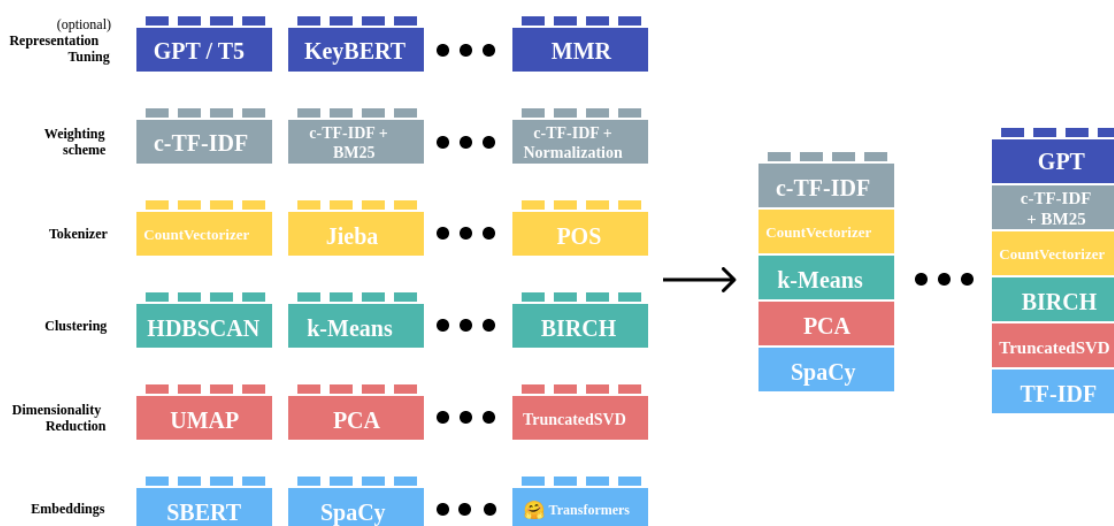 (optional)
Representation
Tuning
GPT / T5
KeyBERT
MMR
Weighting
scheme
c-TF-IDF
c-TF-IDF +
BM25
c-TF-IDF +
Normalization
Tokenizer
CountVectorizer
Jieba
POS
Clustering
HDBSCAN
k-Means
BIRCH
Dimensionality
Reduction
UMAP
PCA
TruncatedSVD
Embeddings
SBERT
SpaCy
🤗 Transformers
c-TF-IDF
CountVectorizer
k-Means
PCA
SpaCy
GPT
c-TF-IDF
+ BM25
CountVectorizer
BIRCH
TruncatedSVD
TF-IDF